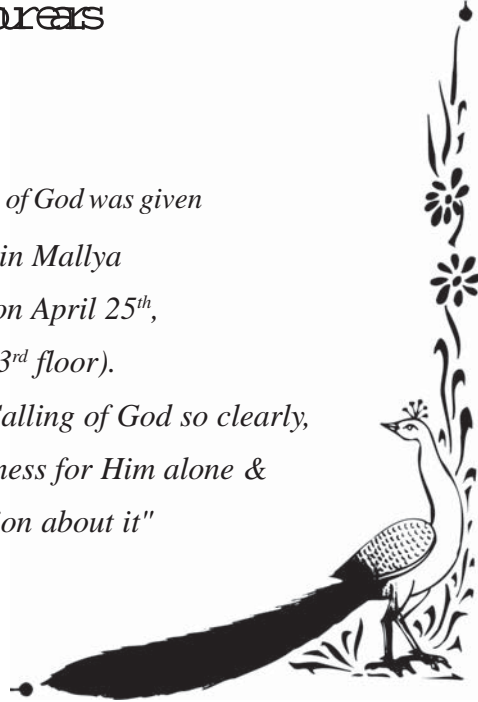 of God was given
in Mallya
on April 25th,
3rd floor).
alling of God so clearly,
ness for Him alone &
ion about it"